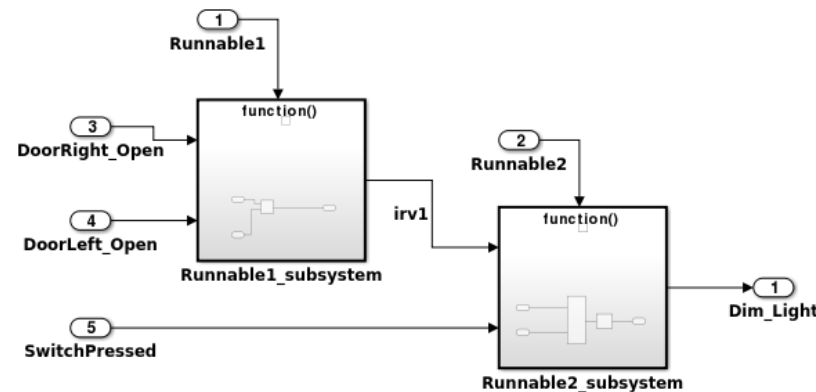 1
Runnable1
function()
3
DoorRight_Open
2
Runnable2
irv1
function()
4
DoorLeft_Open
Runnable1_subsystem
1
Dim_Light
5
SwitchPressed
Runnable2_subsystem